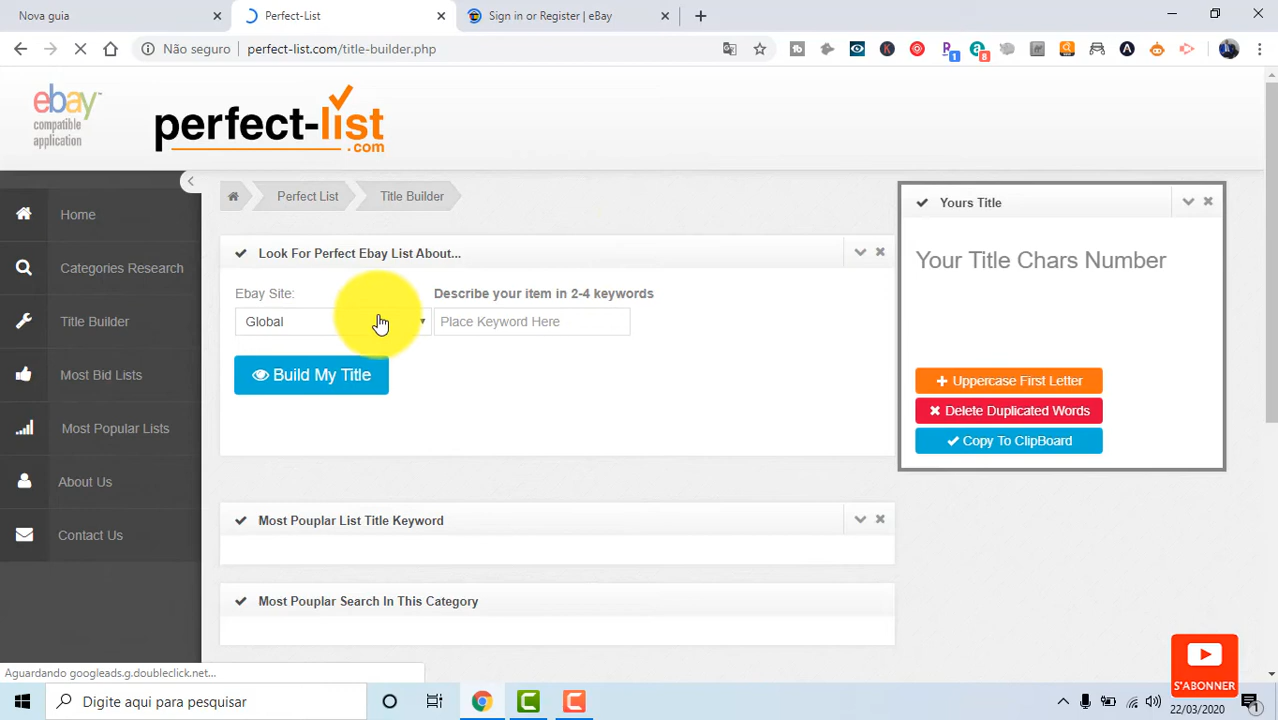 Nova guia
Perfect-List
Sign in or Register | eBay
Não seguro
perfect-list.com/title-builder.php
1
8
ebay
compatible
application
perfect-list
.com
Home
Categories Research
Title Builder
Most Bid Lists
Most Popular Lists
About Us
Contact Us
Perfect List
Title Builder
Look For Perfect Ebay List About...
Ebay Site:
Describe your item in 2-4 keywords
Global
Place Keyword Here
Build My Title
Yours Title
Your Title Chars Number
Uppercase First Letter
Delete Duplicated Words
Copy To ClipBoard
Most Pouplar List Title Keyword
Most Pouplar Search In This Category
S'ABONNER
Aguardando googleads.g.doubleclick.net...
Digite aqui para pesquisar
22/03/2020
1